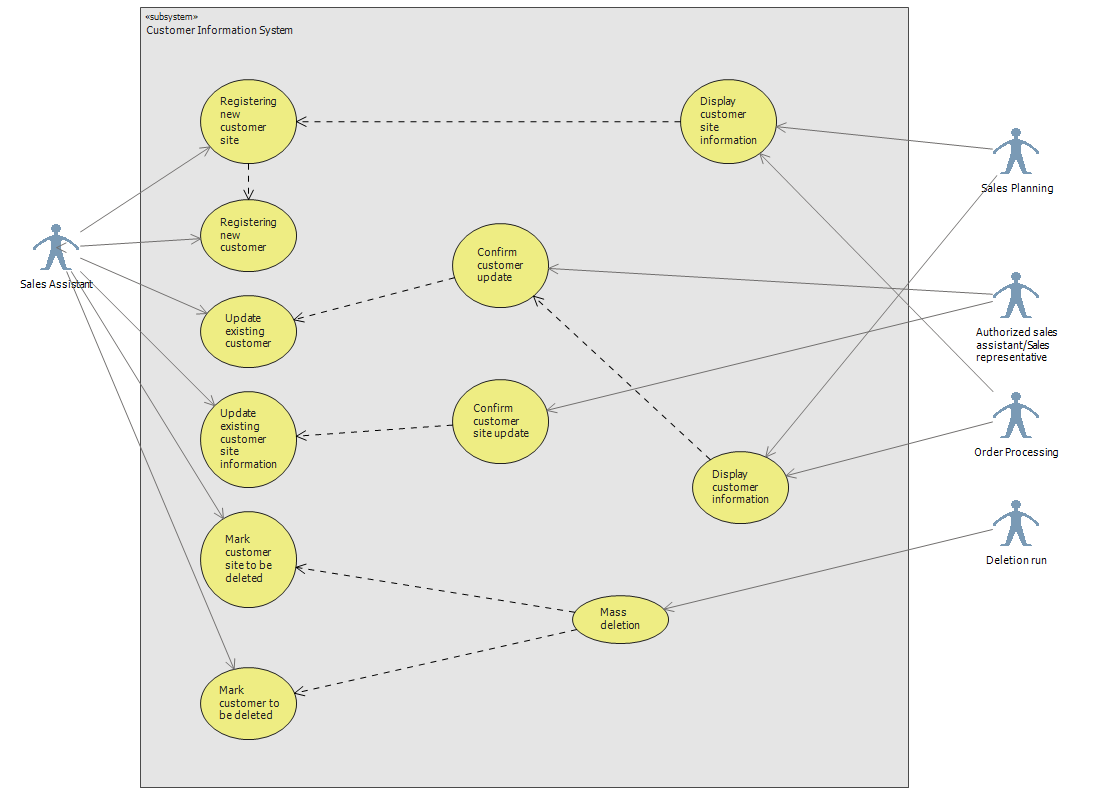 «subsystem»
Customer Information System
Registering
new
customer
site
Display
customer
site
information
Sales Planning
Registering
new
customer
Sales Assistant
Confirm
customer
update
Update
existing
customer
Authorized sales
assistant/Sales
representative
Update
existing
customer
site
information
Confirm
customer
site update
Order Processing
Display
customer
information
Mark
customer
site to be
deleted
Deletion run
Mass
deletion
Mark
customer to
be deleted